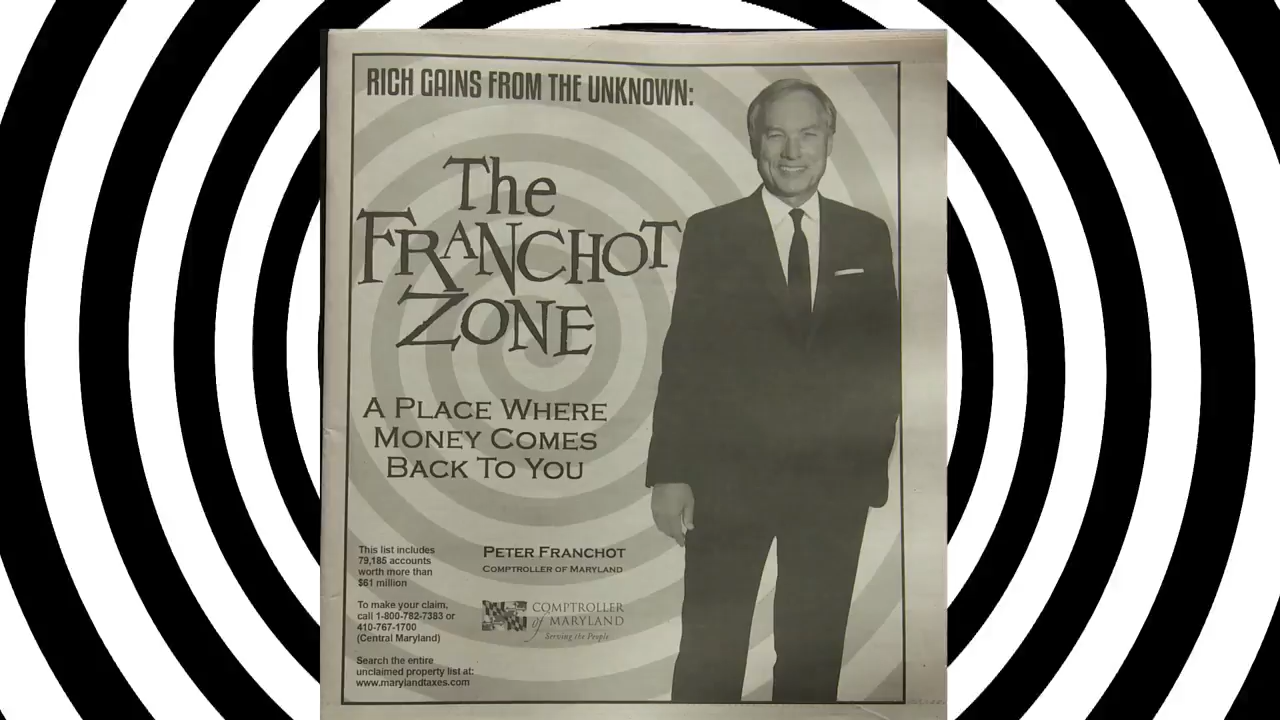 RICH GAINS FROM THE UNKNOWN:
The
FRANCHOT
ZONE
A PLACE WHERE
MONEY COMES
BACK TO YOU
This list includes
79,185 accounts
worth more than
$61 million
To make your claim,
call 1-800-782-7383 or
410-767-1700
(Central Maryland)
Search the entire
unclaimed property list at:
www.marylandtaxes.com
PETER FRANCHOT
COMPTROLLER OF MARYLAND
COMPTROLLER
of MARYLAND
Serving the People